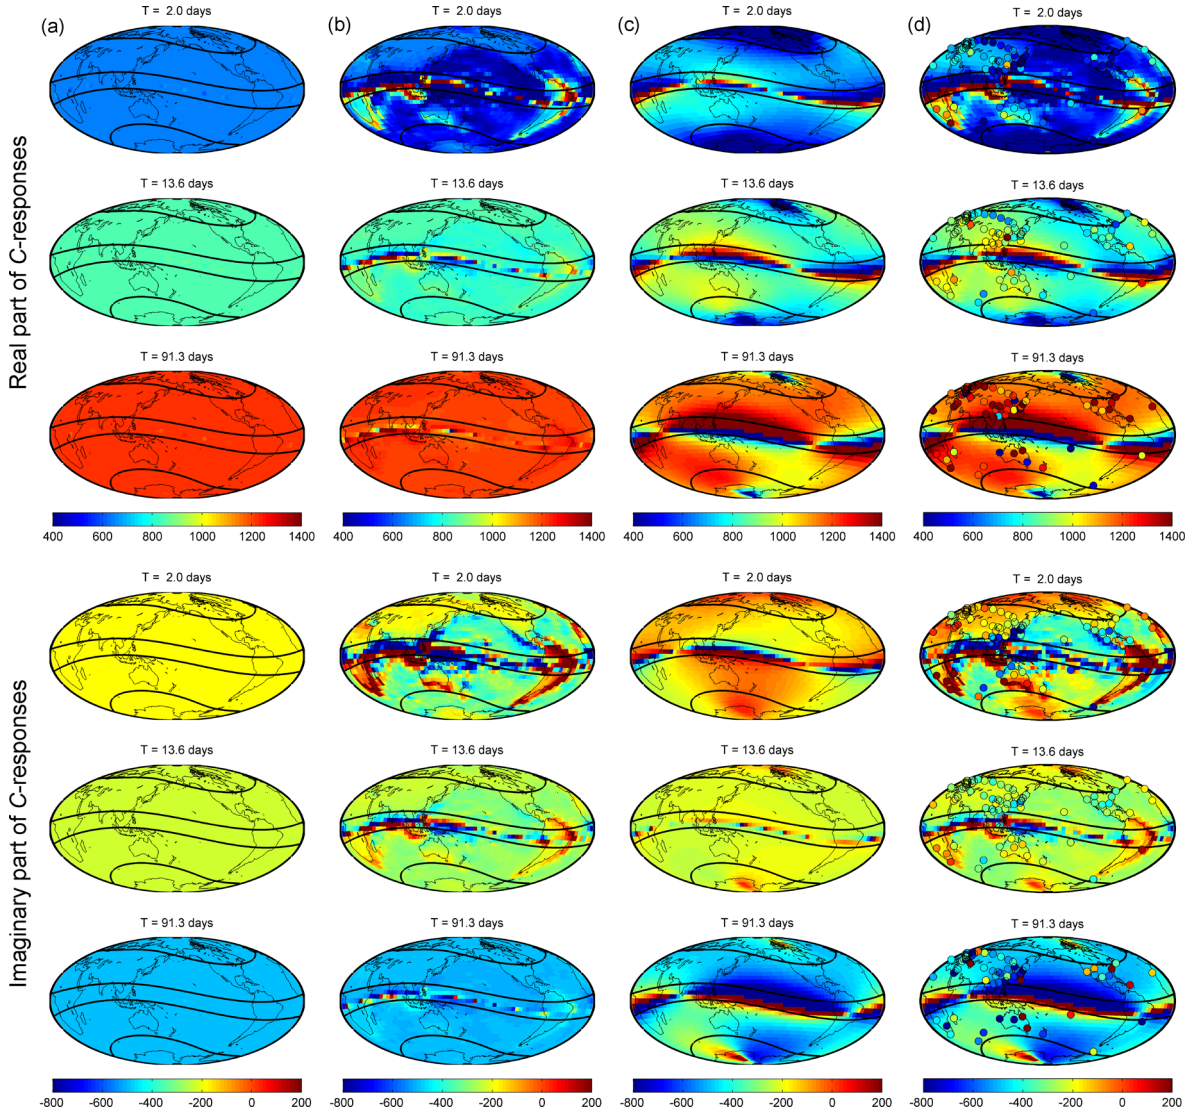 (a) (b) (c) (d)
T = 2.0 days T = 2.0 days T = 2.0 days T = 2.0 days
T = 13.6 days T = 13.6 days T = 13.6 days T = 13.6 days
T = 91.3 days T = 91.3 days T = 91.3 days T = 91.3 days
Real part of C-responses
400 600 800 1000 1200 1400 400 600 800 1000 1200 1400 400 600 800 1000 1200 1400 400 600 800 1000 1200 1400
T = 2.0 days T = 2.0 days T = 2.0 days T = 2.0 days
T = 13.6 days T = 13.6 days T = 13.6 days T = 13.6 days
T = 91.3 days T = 91.3 days T = 91.3 days T = 91.3 days
Imaginary part of C-responses
-800 -600 -400 -200 0 200 -800 -600 -400 -200 0 200 -800 -600 -400 -200 0 200 -800 -600 -400 -200 0 200